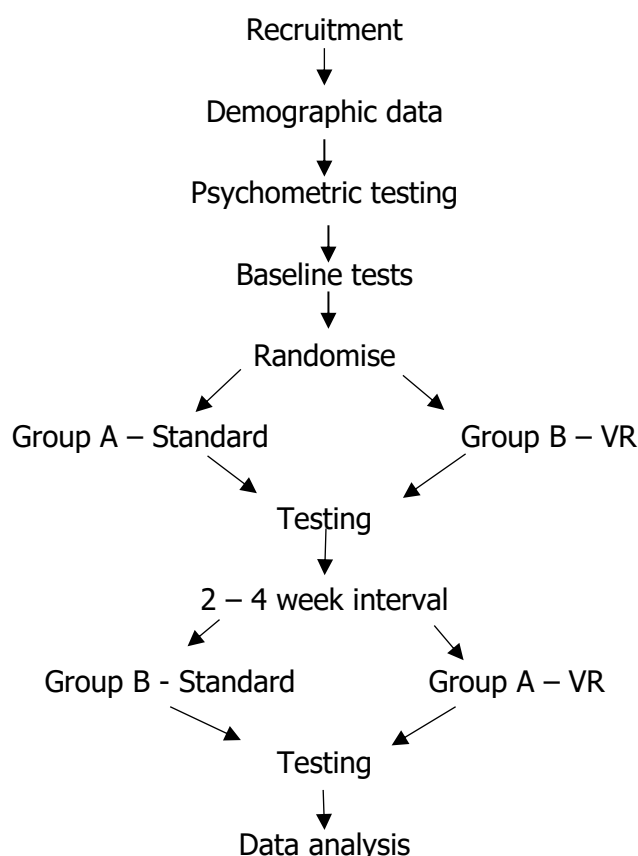 Recruitment
Demographic data
Psychometric testing
Baseline tests
Randomise
Group A – Standard
Group B – VR
Testing
2 – 4 week interval
Group B - Standard
Group A – VR
Testing
Data analysis